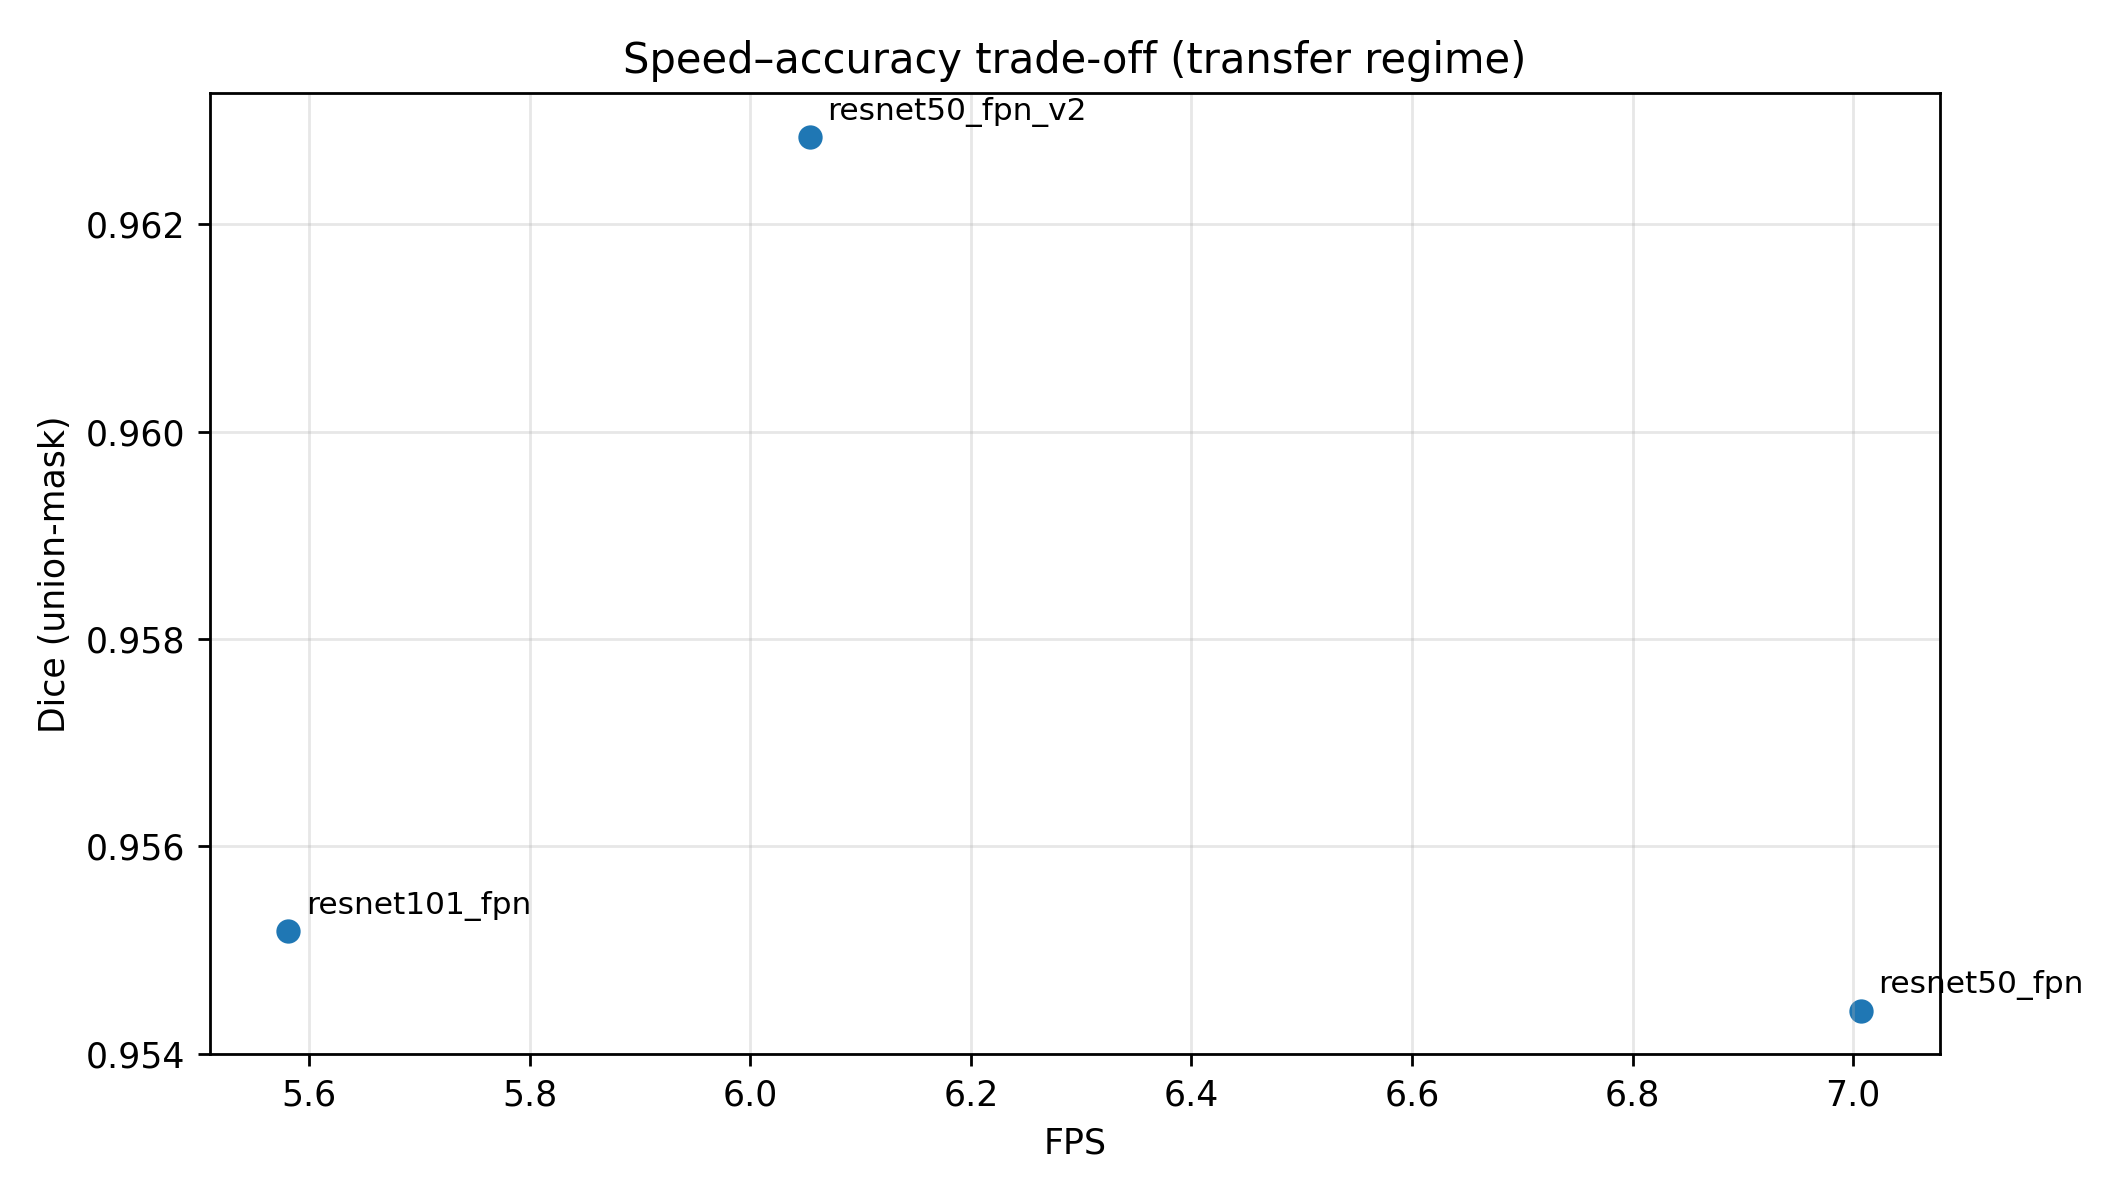 Speed–accuracy trade-off (transfer regime)
resnet50_fpn_v2
0.962
0.960
Dice (union-mask)
0.958
0.956
resnet101_fpn
resnet50_fpn
0.954
5.6 5.8 6.0 6.2 6.4 6.6 6.8 7.0
FPS